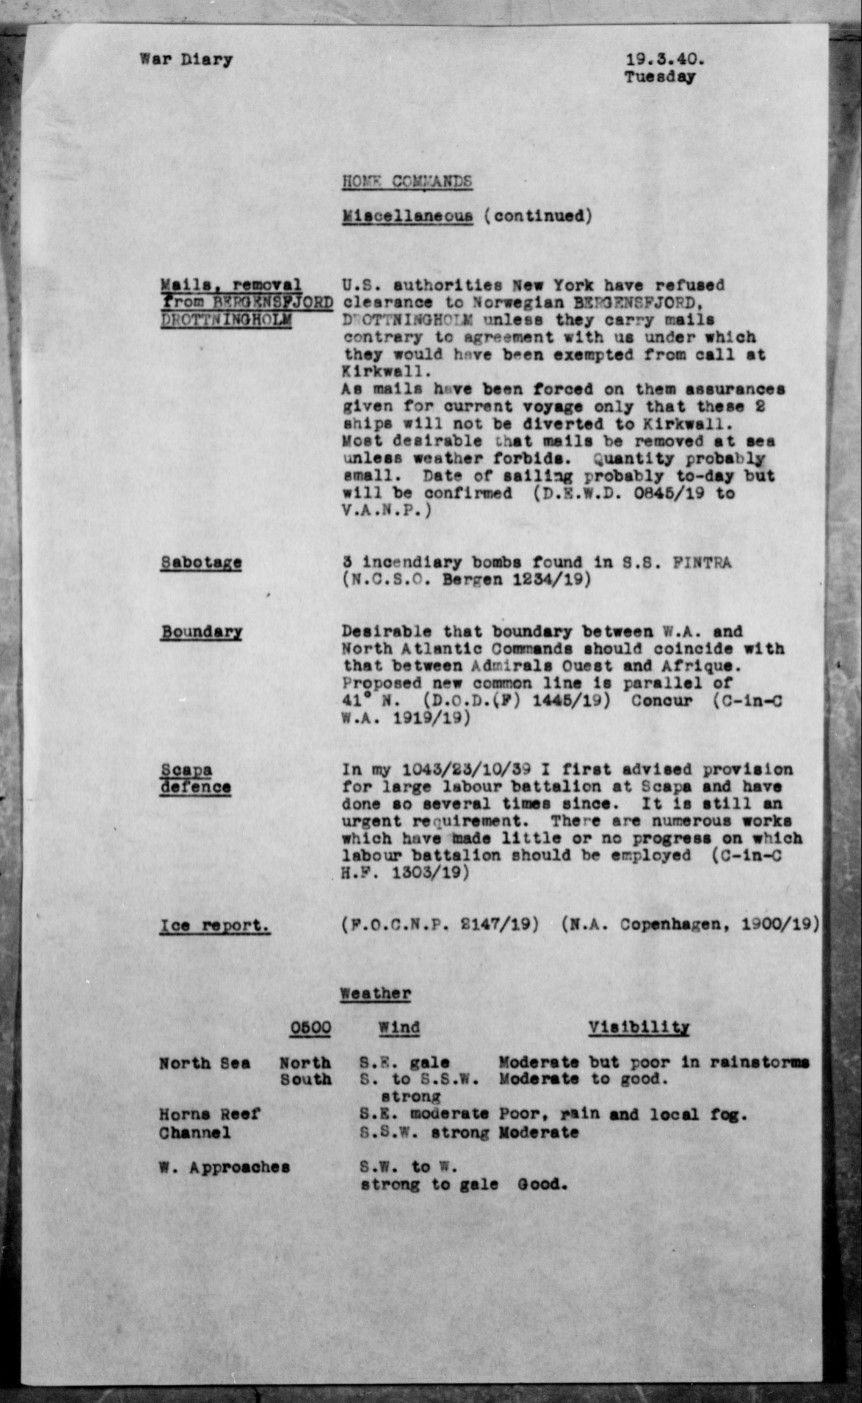 War Diary 19.3.40.
Tuesday
HOME COMMANDS
Miscellaneous (continued)
Mails, removal U.S. authorities New York have refused
from BERGENSFJORD clearance to Norwegian BERGENSFJORD,
DROTTNINGHOLM DROTTNINGHOLM unless they carry mails
contrary to agreement with us under which
they would have been exempted from call at
Kirkwall.
As mails have been forced on them assurances
given for current voyage only that these 2
ships will not be diverted to Kirkwall.
Most desirable that mails be removed at sea
unless weather forbids. Quantity probably
small. Date of sailing probably to-day but
will be confirmed (D.E.W.D. 0845/19 to
V.A.N.P.)
Sabotage 3 incendiary bombs found in S.S. FINTRA
(N.C.S.O. Bergen 1234/19)
Boundary Desirable that boundary between W.A. and
North Atlantic Commands should coincide with
that between Admirals Ouest and Afrique.
Proposed new common line is parallel of
41° N. (D.O.D.(F) 1445/19) Concur (C-in-C
W.A. 1919/19)
Scapa In my 1043/23/10/39 I first advised provision
defence for large labour battalion at Scapa and have
done so several times since. It is still an
urgent requirement. There are numerous works
which have made little or no progress on which
labour battalion should be employed (C-in-C
H.F. 1303/19)
Ice report. (F.O.C.N.P. 2147/19) (N.A. Copenhagen, 1900/19)
Weather
0600 Wind Visibility
North Sea North S.E. gale Moderate but poor in rainstorms
South S. to S.S.W. Moderate to good.
strong
Horns Reef S.E. moderate Poor, rain and local fog.
Channel S.S.W. strong Moderate
W. Approaches S.W. to W.
strong to gale Good.